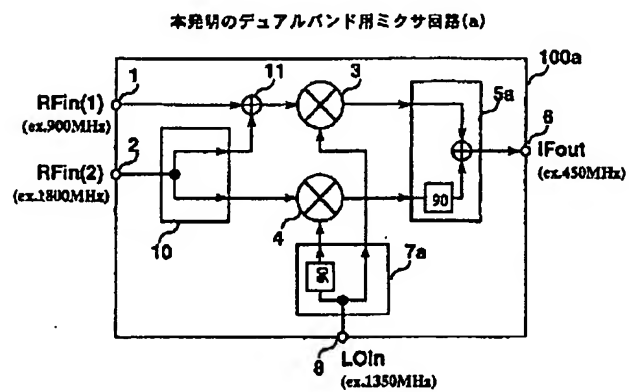 本発明のデュアルバンド用ミクサ回路(a)
11
3
100a
1
5a
RFin(1)
(ex.900MHz)
6
2
RFin(2)
(ex.1800MHz)
IFout
(ex.450MHz)
90
10
4
7a
90
8
LOin
(ex.1350MHz)